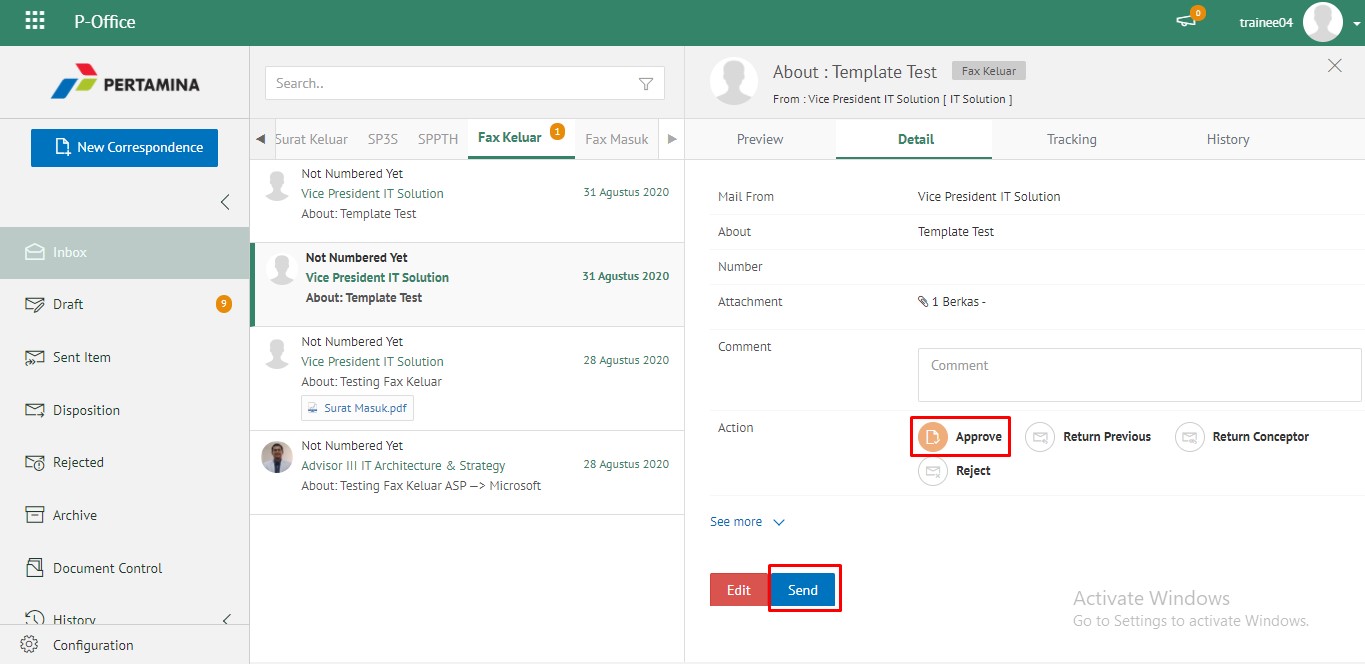 P-Office
0
trainee04
PERTAMINA
New Correspondence
Inbox
Draft
9
Sent Item
Disposition
Rejected
Archive
Document Control
History
Configuration
Search..
Surat Keluar
SP3S
SPPTH
Fax Keluar
1
Fax Masuk
Not Numbered Yet
Vice President IT Solution
31 Agustus 2020
About: Template Test
Not Numbered Yet
Vice President IT Solution
31 Agustus 2020
About: Template Test
Not Numbered Yet
Vice President IT Solution
28 Agustus 2020
About: Testing Fax Keluar
Surat Masuk.pdf
Not Numbered Yet
Advisor III IT Architecture & Strategy
28 Agustus 2020
About: Testing Fax Keluar ASP —> Microsoft
About : Template Test
Fax Keluar
From : Vice President IT Solution [ IT Solution ]
Preview
Detail
Tracking
History
Mail From
Vice President IT Solution
About
Template Test
Number
Attachment
1 Berkas -
Comment
Comment
Action
Approve
Return Previous
Return Conceptor
Reject
See more
Edit
Send
Activate Windows
Go to Settings to activate Windows.